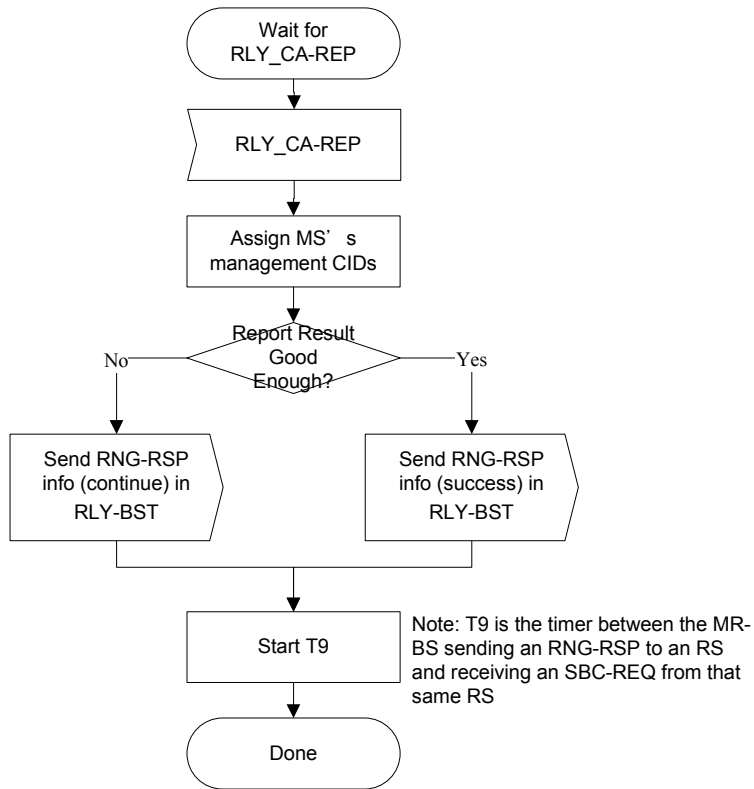 Wait for
RLY_CA-REP
RLY_CA-REP
Assign MS’ s
management CIDs
Report Result
Good
Enough?
No
Yes
Send RNG-RSP
info (continue) in
RLY-BST
Send RNG-RSP
info (success) in
RLY-BST
Start T9
Note: T9 is the timer between the MR-
BS sending an RNG-RSP to an RS
and receiving an SBC-REQ from that
same RS
Done